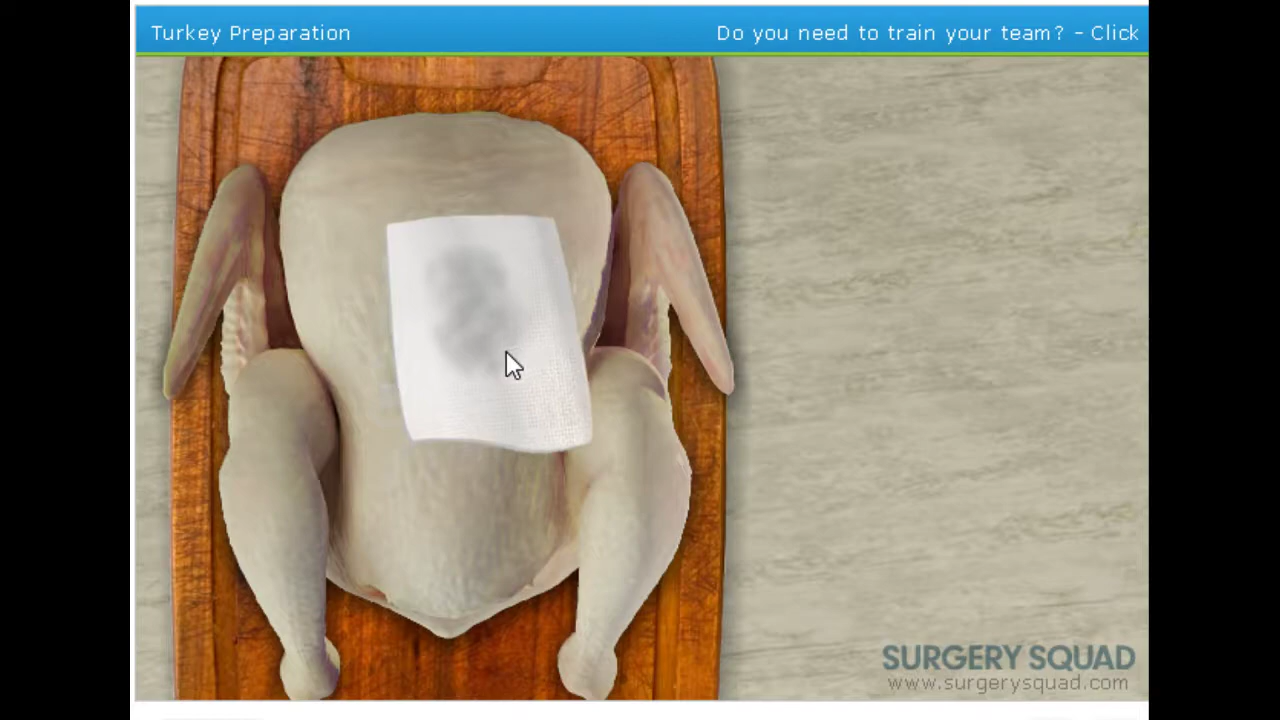 Turkey Preparation
Do you need to train your team? - Click
SURGERY SQUAD
www.surgerysquad.com